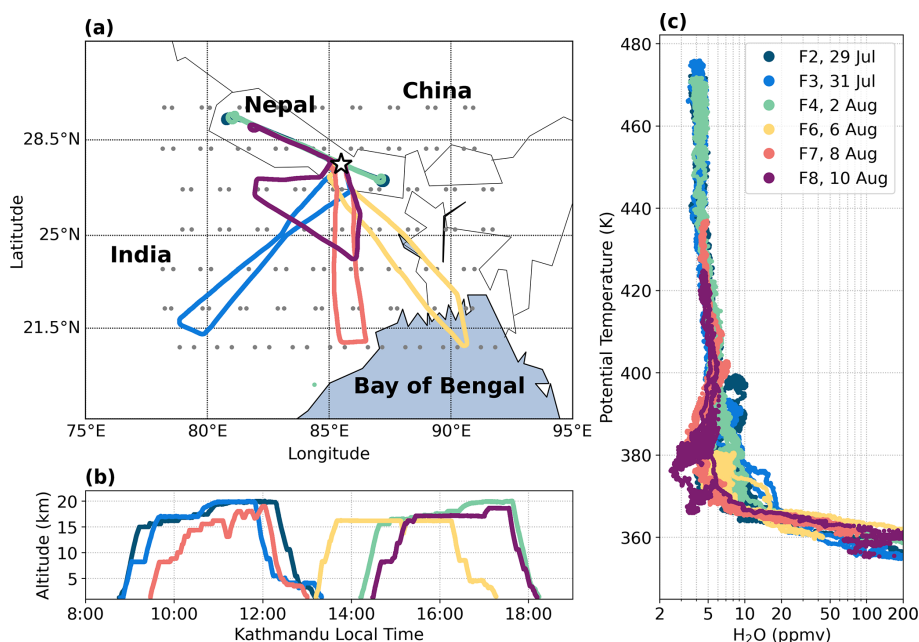 (a)
Nepal
China
India
Bay of Bengal
28.5°N
25°N
21.5°N
Latitutde
75°E
80°E
85°E
90°E
95°E
Longitude
(b)
20
15
10
5
Altitude (km)
8:00
10:00
12:00
14:00
16:00
18:00
Kathmandu Local Time
(c)
F2, 29 Jul
F3, 31 Jul
F4, 2 Aug
F6, 6 Aug
F7, 8 Aug
F8, 10 Aug
480
460
440
420
400
380
360
Potential Temperature (K)
2
5
10
20
50
100
200
H₂O (ppmv)